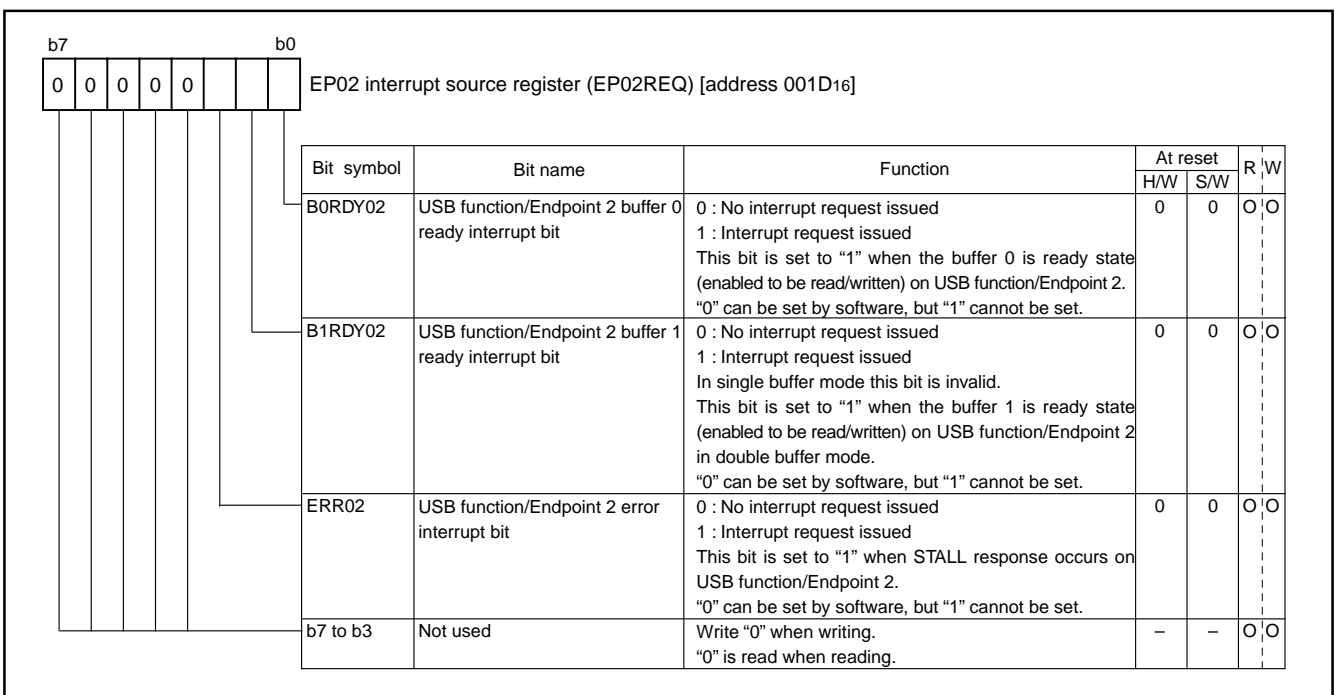 b7 b0
0 0 0 0 0 EP02 interrupt source register (EP02REQ) [address 001D16]
Bit symbol Bit name Function At reset R W
H/W S/W
B0RDY02 USB function/Endpoint 2 buffer 0 0 : No interrupt request issued 0 0 O O
ready interrupt bit 1 : Interrupt request issued
This bit is set to “1” when the buffer 0 is ready state
(enabled to be read/written) on USB function/Endpoint 2.
“0” can be set by software, but “1” cannot be set.
B1RDY02 USB function/Endpoint 2 buffer 1 0 : No interrupt request issued 0 0 O O
ready interrupt bit 1 : Interrupt request issued
In single buffer mode this bit is invalid.
This bit is set to “1” when the buffer 1 is ready state
(enabled to be read/written) on USB function/Endpoint 2
in double buffer mode.
“0” can be set by software, but “1” cannot be set.
ERR02 USB function/Endpoint 2 error 0 : No interrupt request issued 0 0 O O
interrupt bit 1 : Interrupt request issued
This bit is set to “1” when STALL response occurs on
USB function/Endpoint 2.
“0” can be set by software, but “1” cannot be set.
b7 to b3 Not used Write “0” when writing. – – O O
“0” is read when reading.